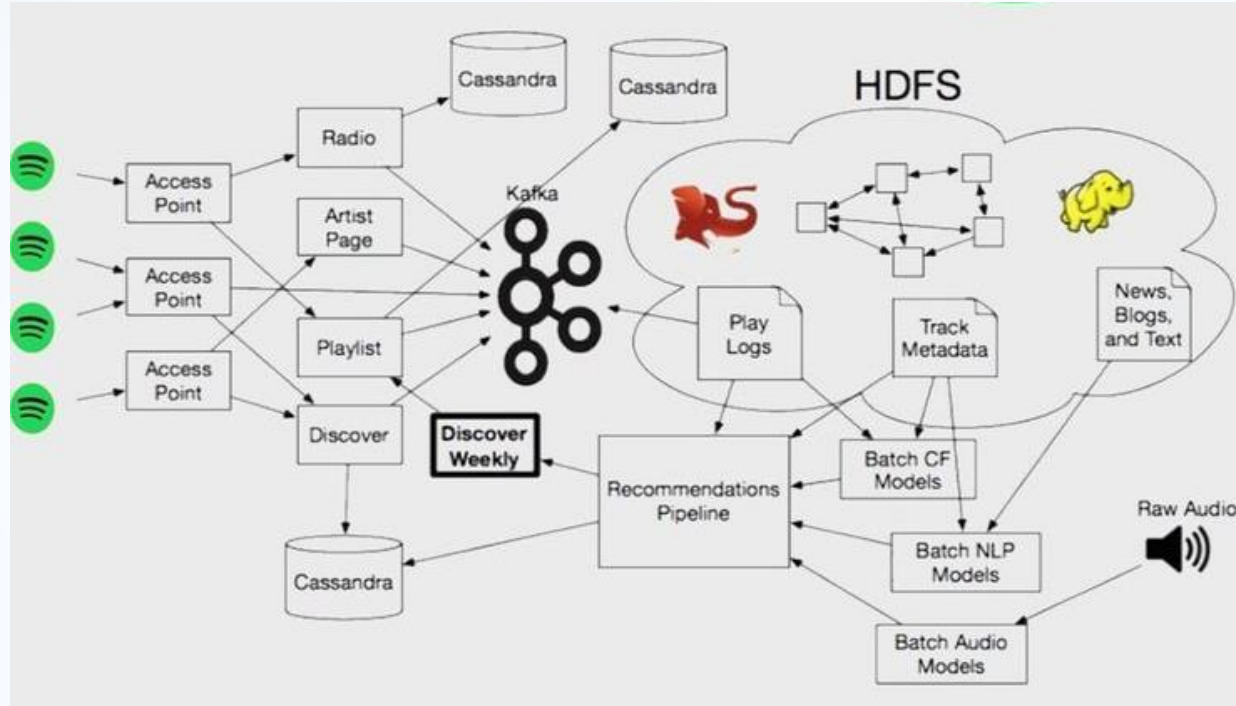 Cassandra
Cassandra
HDFS
Radio
Access
Point
Kafka
Artist
Page
Access
Point
News,
Blogs,
and Text
Play
Logs
Track
Metadata
Playlist
Access
Point
Discover
Discover
Weekly
Batch CF
Models
Recommendations
Pipeline
Raw Audio
Batch NLP
Models
Cassandra
Batch Audio
Models